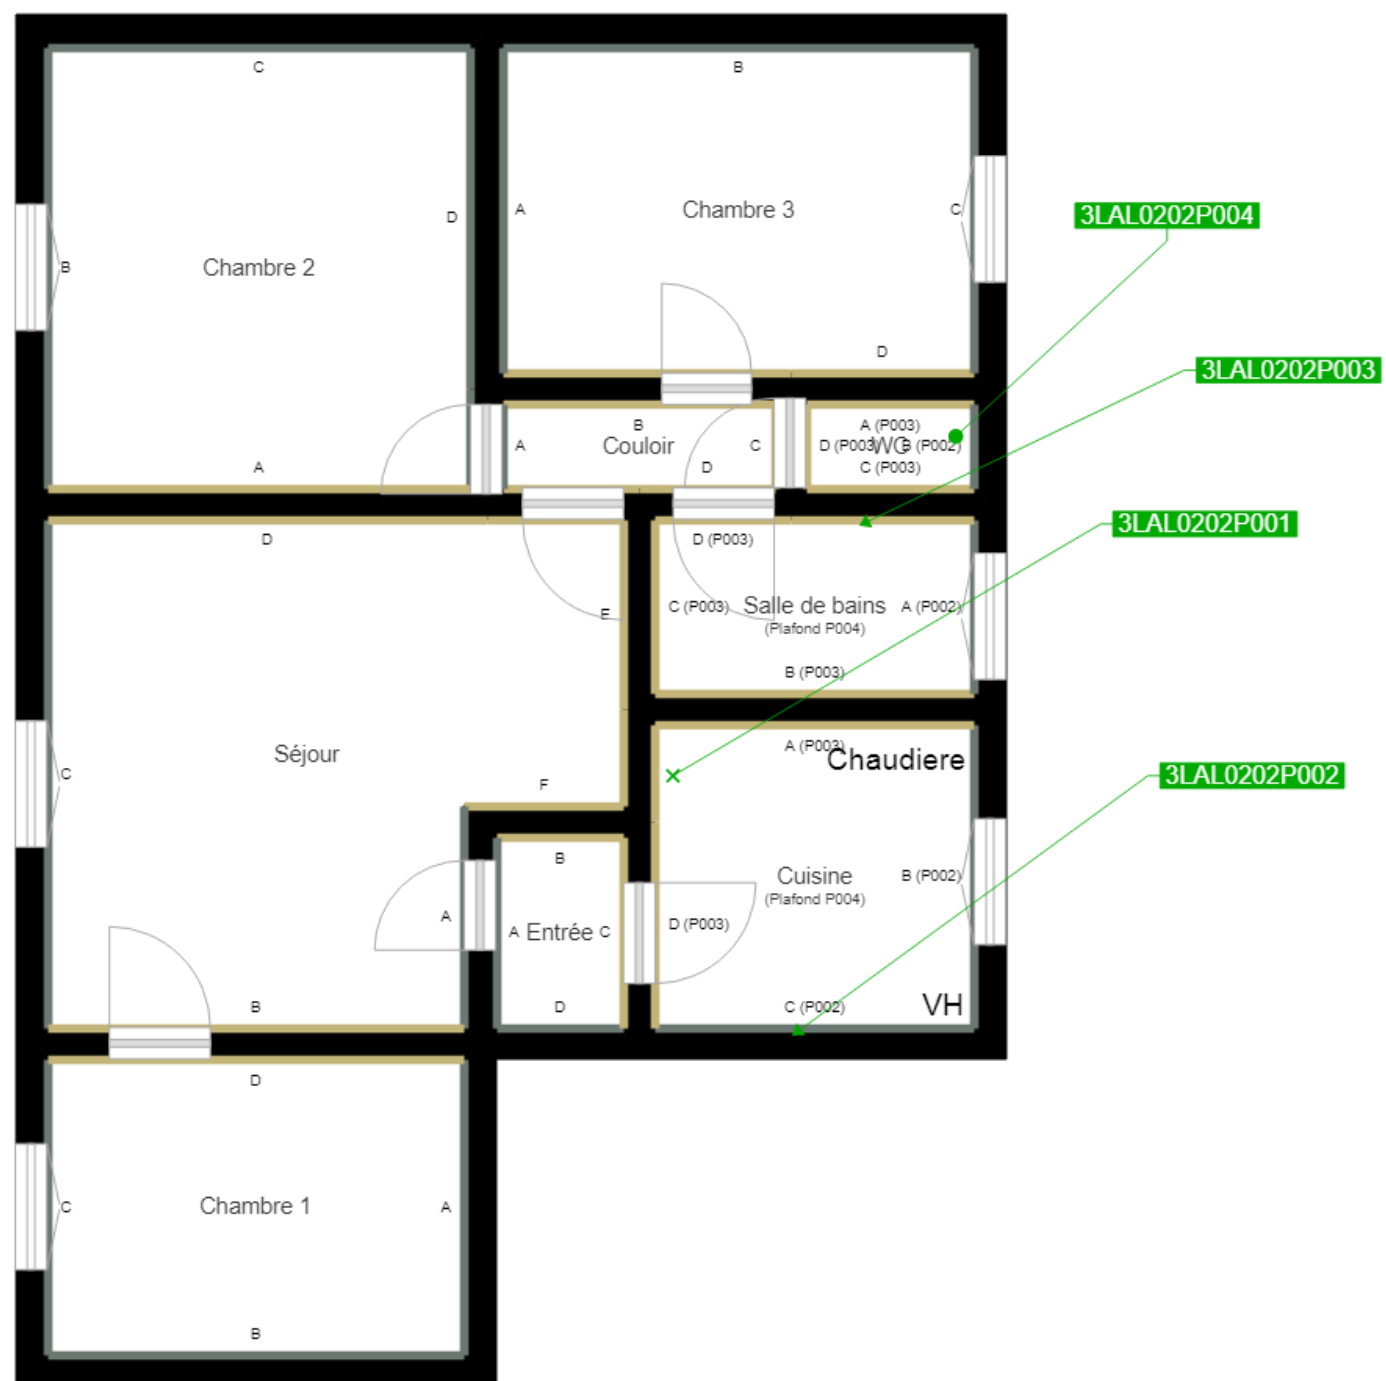 C
B
Chambre 2
B
D
A
Chambre 3
C
A
D
3LAL0202P004
3LAL0202P003
A
B
Couloir
C
D
A (P003)
D (P003)
WC
B (P002)
C (P003)
3LAL0202P001
D
E
Séjour
C
F
A
B
D (P003)
C (P003)
Salle de bains
A (P002)
(Plafond P004)
B (P003)
A (P003)
Chaudiere
3LAL0202P002
Cuisine
B (P002)
(Plafond P004)
D (P003)
C (P002)
VH
B
A
Entrée
C
D
D
C
Chambre 1
A
B